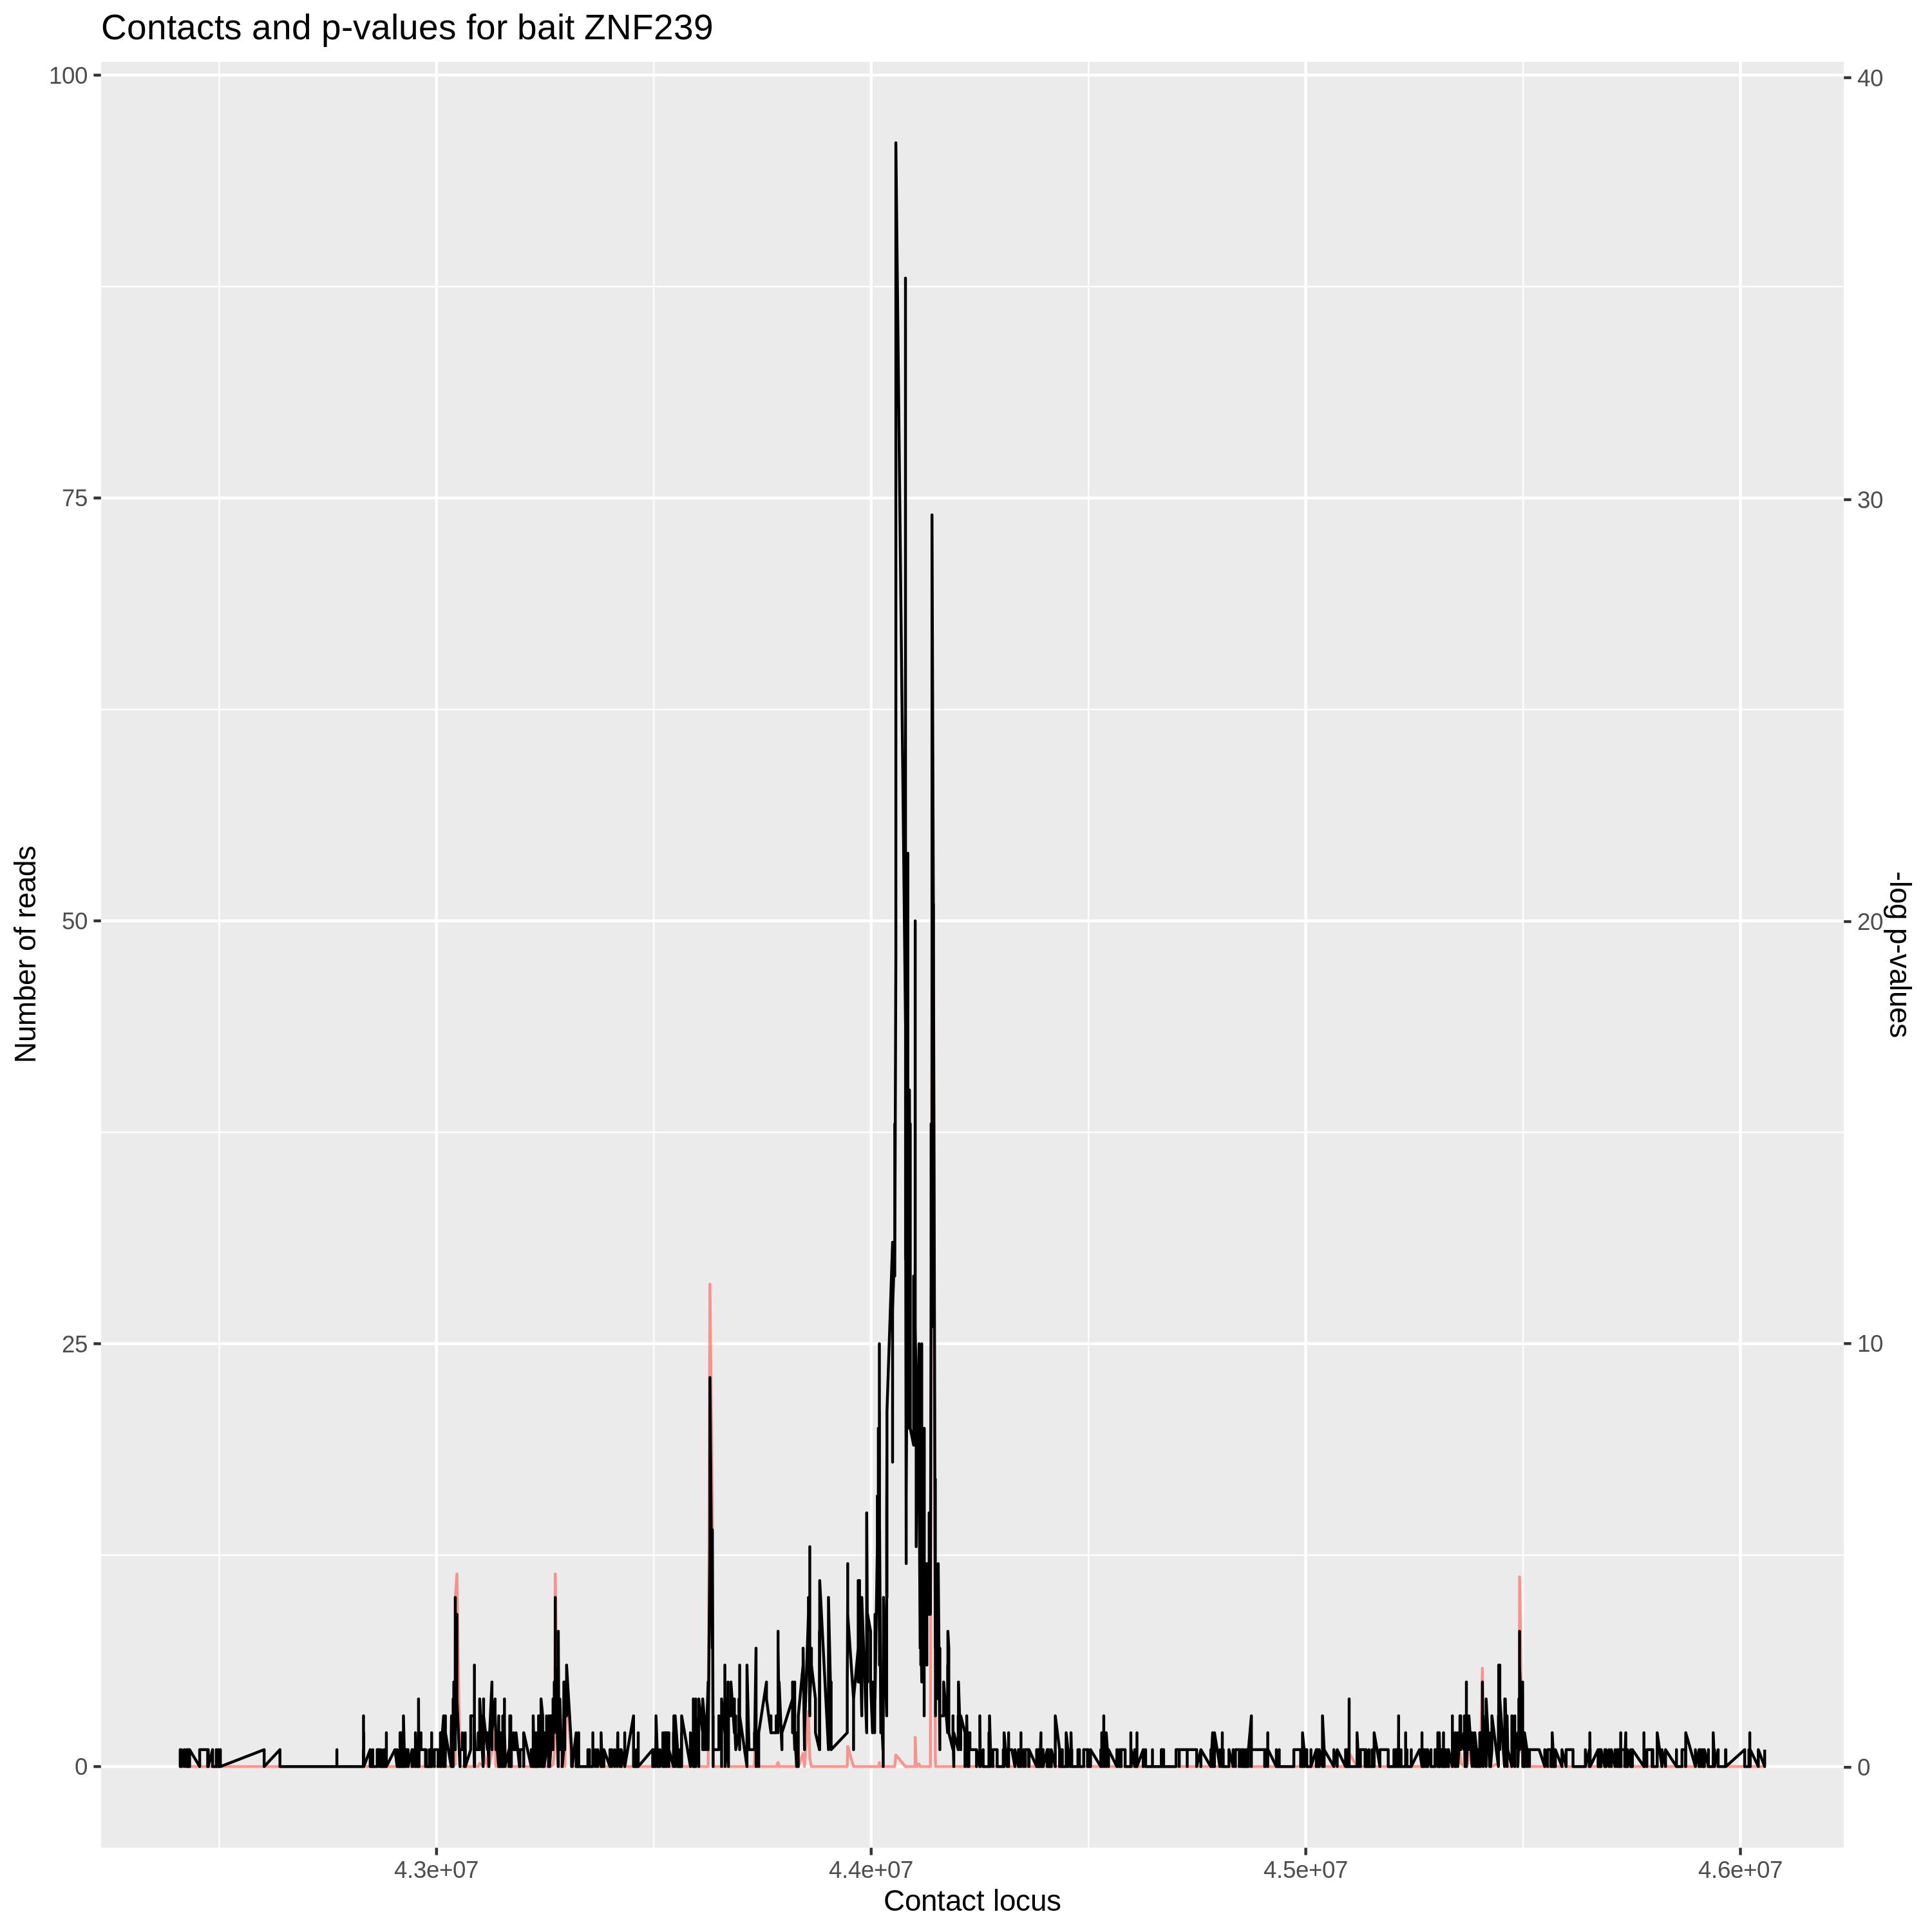 Contacts and p-values for bait ZNF239
100
75
50
25
0
Number of reads
40
30
20
10
0
-log p-values
4.3e+07
4.4e+07
4.5e+07
4.6e+07
Contact locus